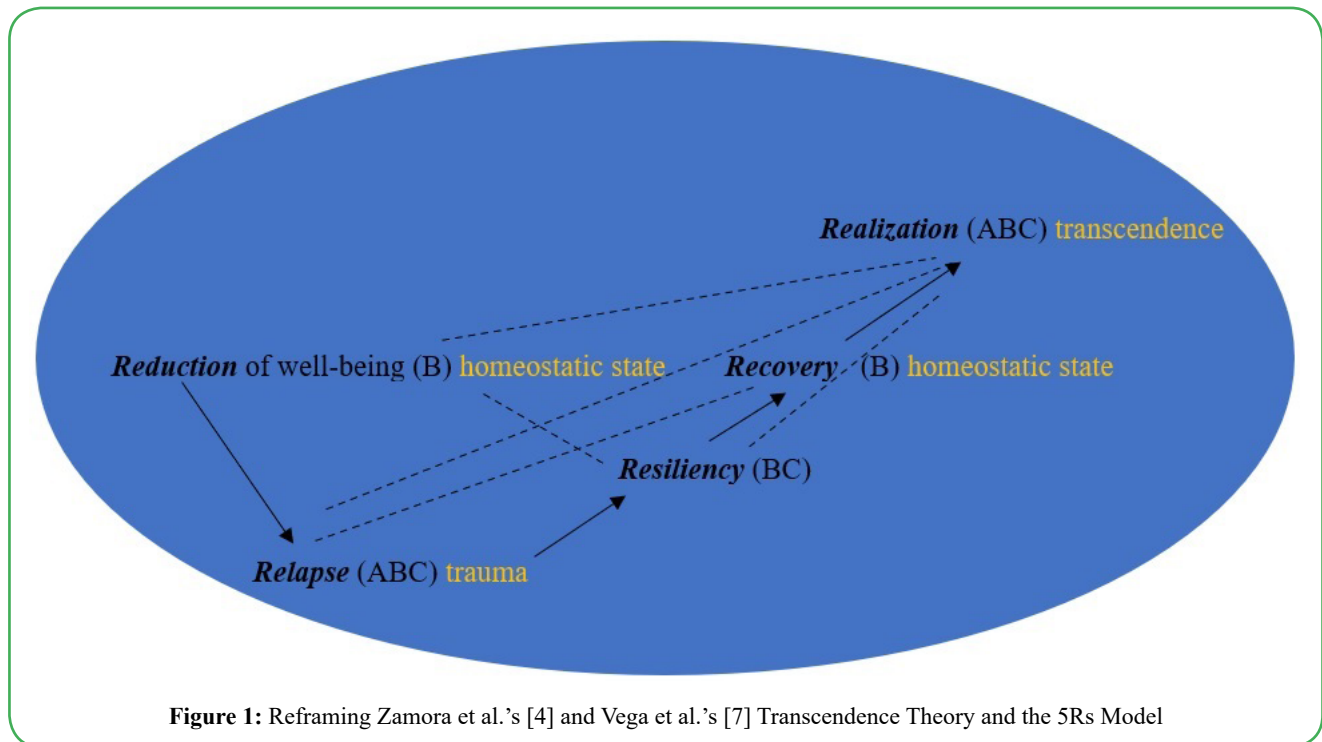 Realization (ABC) transcendence
Reduction of well-being (B) homeostatic state
Recovery (B) homeostatic state
Resiliency (BC)
Relapse (ABC) trauma
Figure 1: Reframing Zamora et al.’s [4] and Vega et al.’s [7] Transcendence Theory and the 5Rs Model